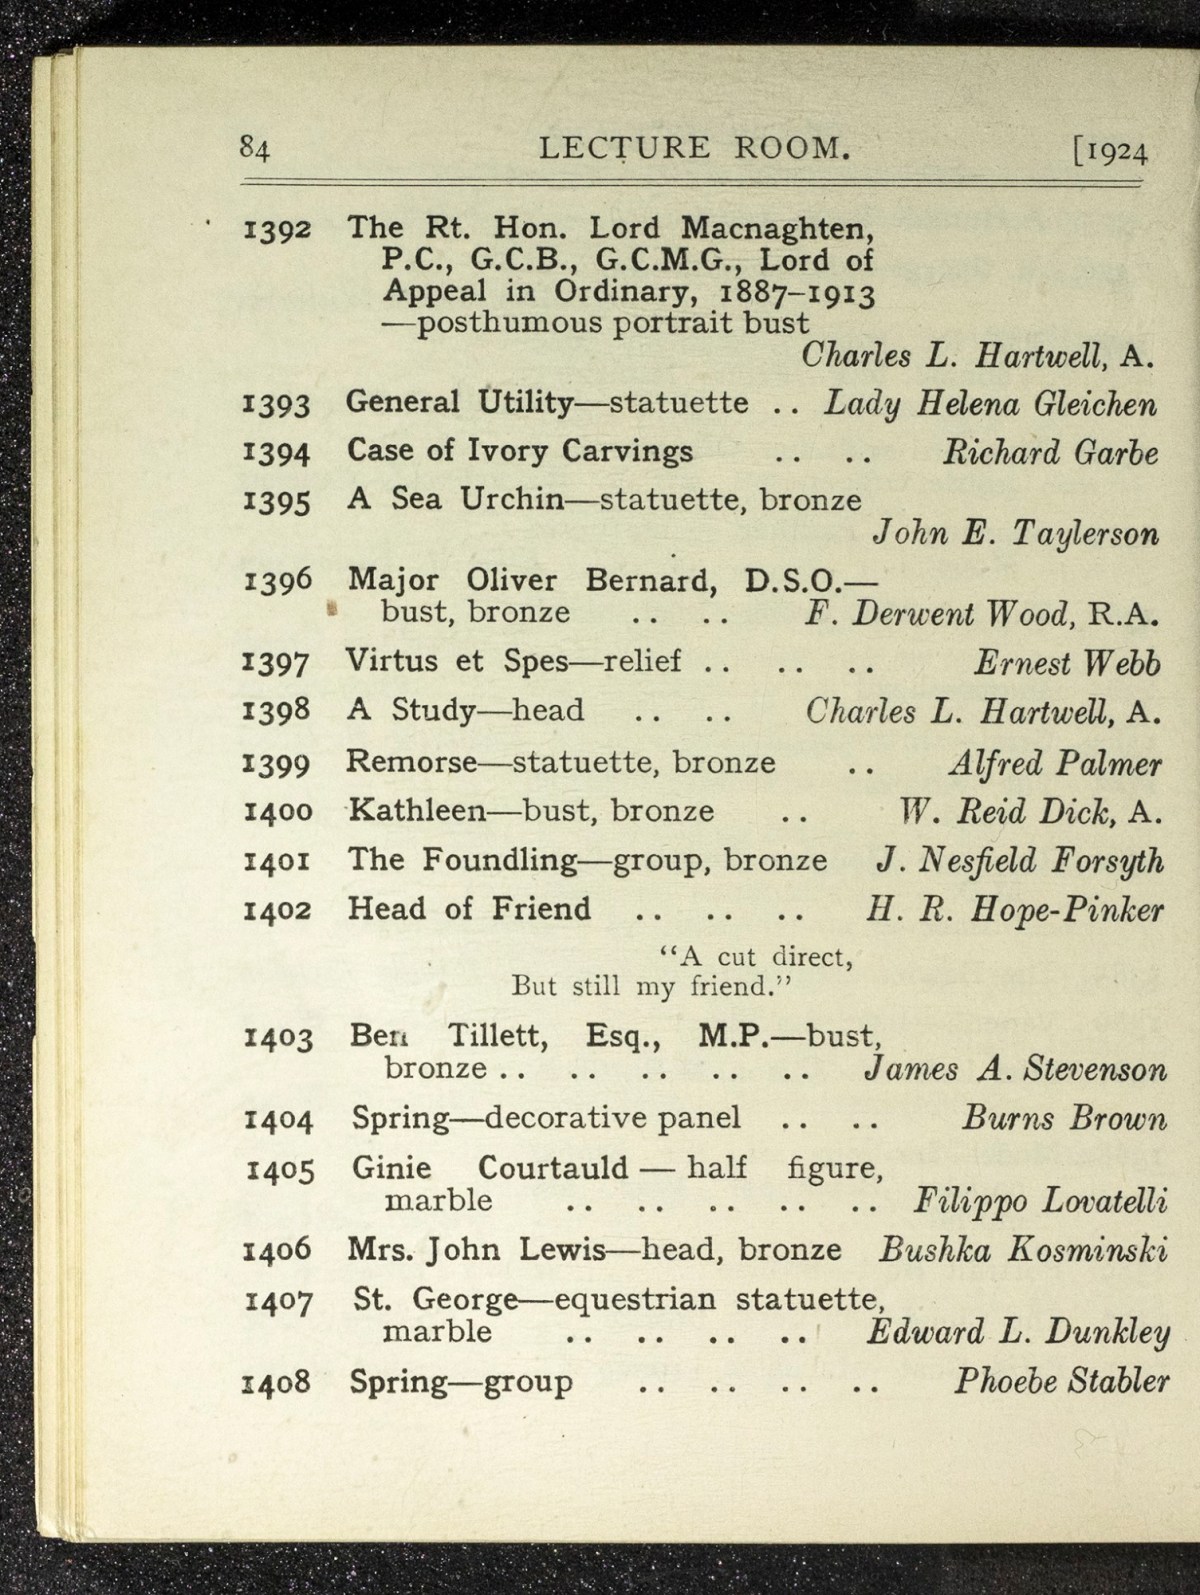 84 LECTURE ROOM. [1924
1392 The Rt. Hon. Lord Macnaghten,
P.C., G.C.B., G.C.M.G., Lord of
Appeal in Ordinary, 1887–1913
—posthumous portrait bust
Charles L. Hartwell, A.
1393 General Utility—statuette .. Lady Helena Gleichen
1394 Case of Ivory Carvings .. .. Richard Garbe
1395 A Sea Urchin—statuette, bronze
John E. Taylerson
1396 Major Oliver Bernard, D.S.O.—
bust, bronze .. .. F. Derwent Wood, R.A.
1397 Virtus et Spes—relief .. .. .. Ernest Webb
1398 A Study—head .. .. Charles L. Hartwell, A.
1399 Remorse—statuette, bronze .. Alfred Palmer
1400 Kathleen—bust, bronze .. W. Reid Dick, A.
1401 The Foundling—group, bronze J. Nesfield Forsyth
1402 Head of Friend .. .. .. H. R. Hope-Pinker
“A cut direct,
But still my friend.”
1403 Ben Tillett, Esq., M.P.—bust,
bronze .. .. .. .. .. James A. Stevenson
1404 Spring—decorative panel .. .. Burns Brown
1405 Ginie Courtauld — half figure,
marble .. .. .. .. .. Filippo Lovatelli
1406 Mrs. John Lewis—head, bronze Bushka Kosminski
1407 St. George—equestrian statuette,
marble .. .. .. .. Edward L. Dunkley
1408 Spring—group .. .. .. .. Phoebe Stabler